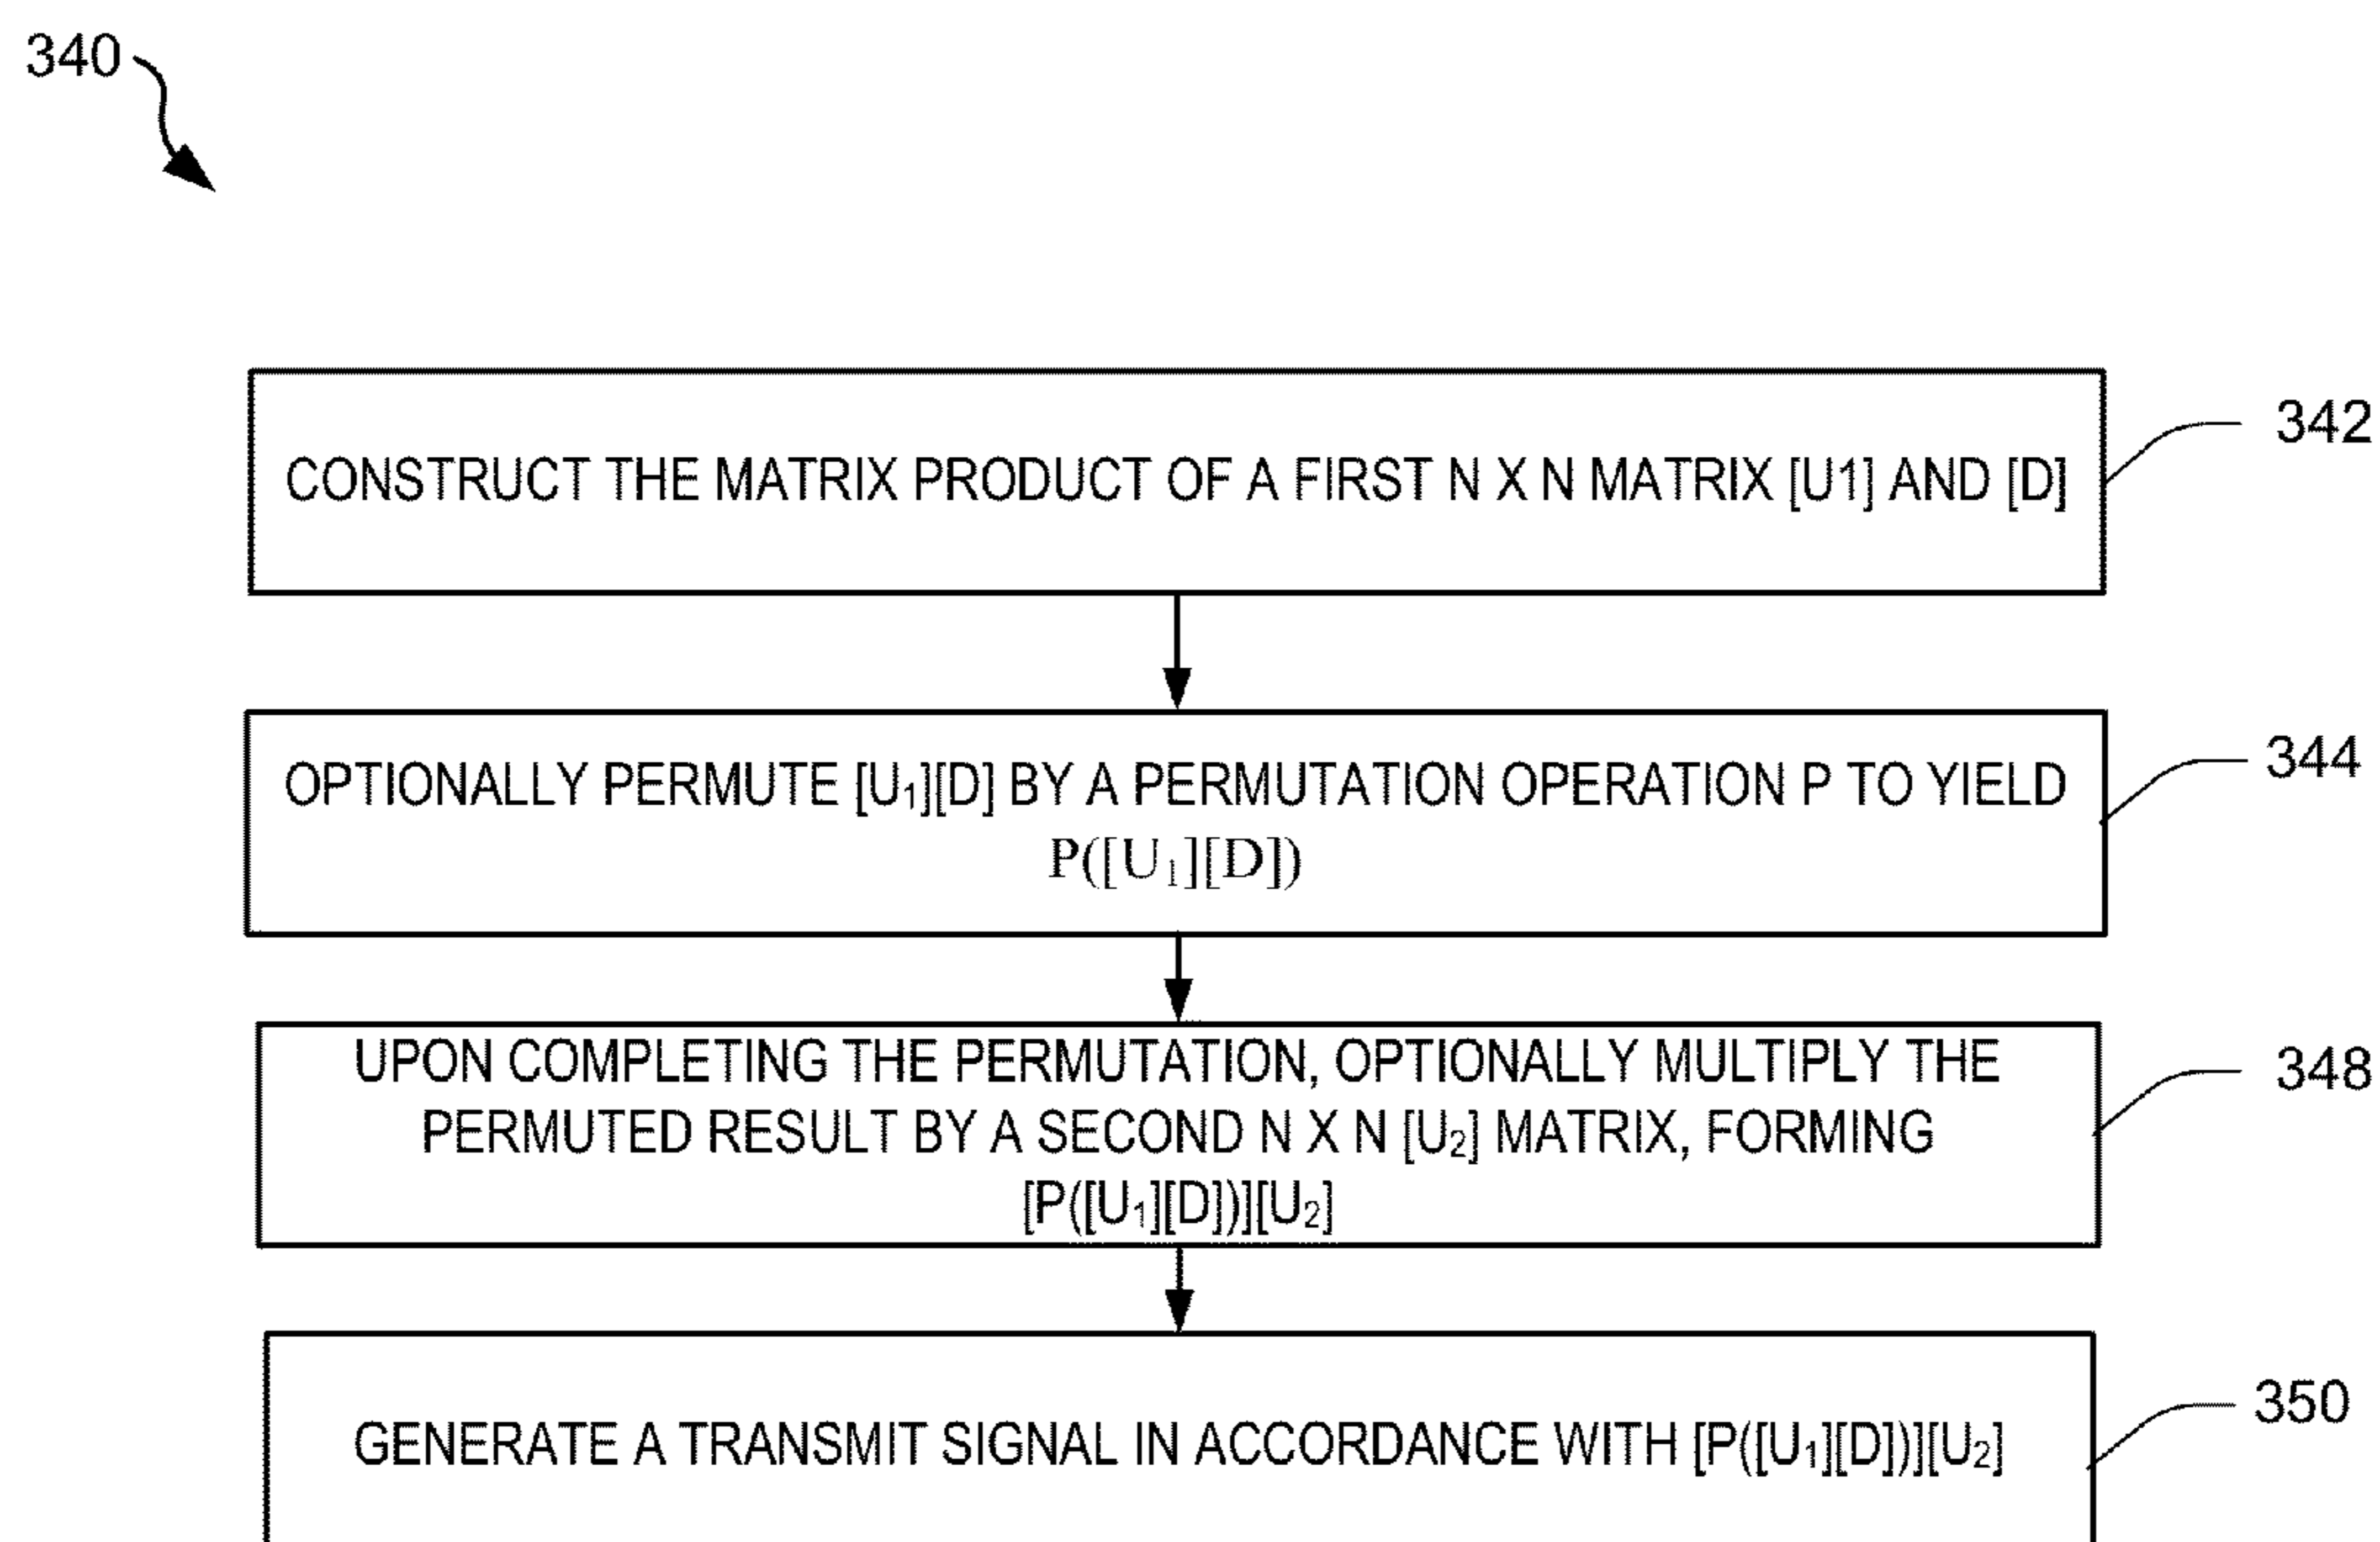 340
CONSTRUCT THE MATRIX PRODUCT OF A FIRST N X N MATRIX [U1] AND [D]
342
OPTIONALLY PERMUTE [U₁][D] BY A PERMUTATION OPERATION P TO YIELD
P([U₁][D])
344
UPON COMPLETING THE PERMUTATION, OPTIONALLY MULTIPLY THE
PERMUTED RESULT BY A SECOND N X N [U₂] MATRIX, FORMING
[P([U₁][D])][U₂]
348
GENERATE A TRANSMIT SIGNAL IN ACCORDANCE WITH [P([U₁][D])][U₂]
350